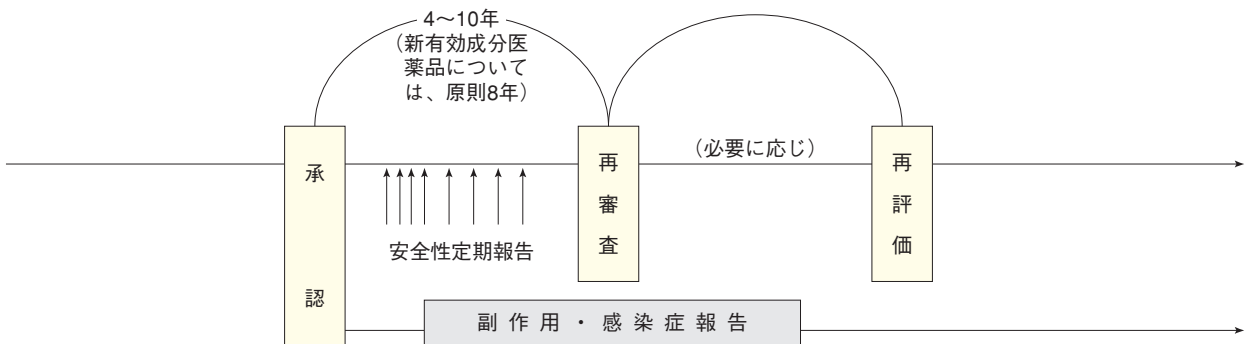 4〜10年
（新有効成分医
薬品について
は、原則8年）
承認
再審査
（必要に応じ）
再評価
安全性定期報告
副作用・感染症報告